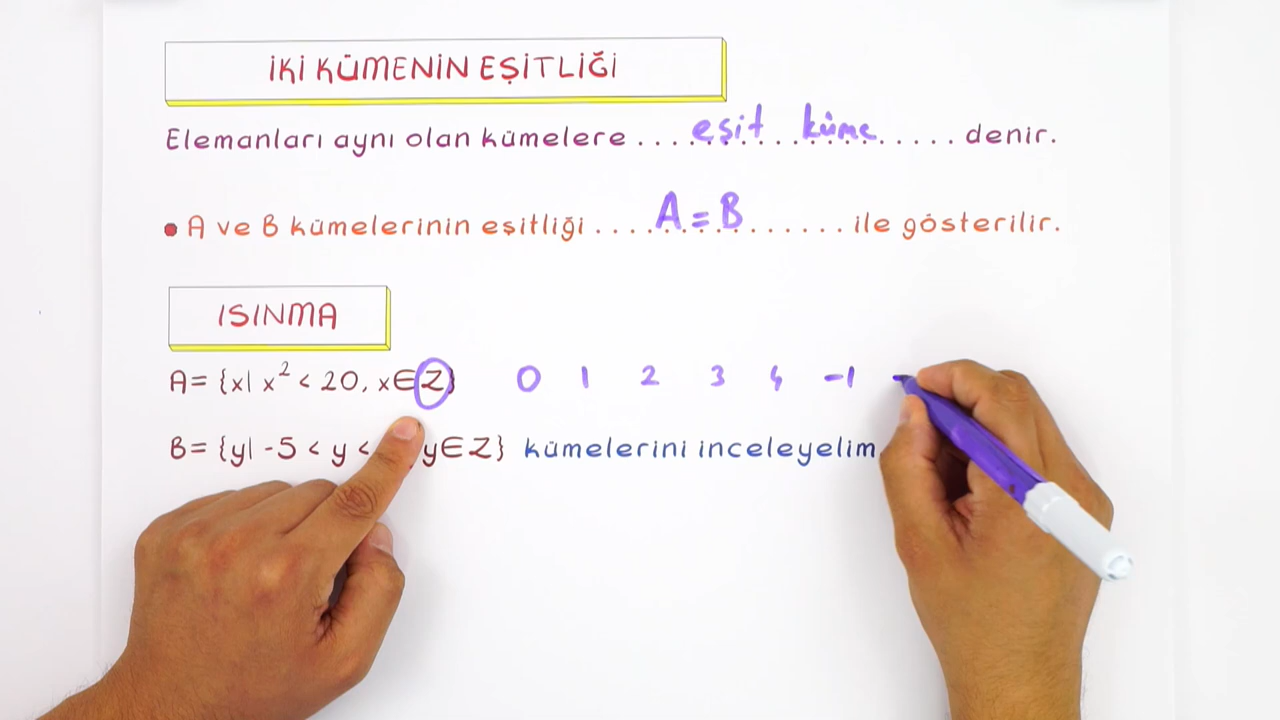 İKİ KÜMENİN EŞİTLİĞİ
Elemanları aynı olan kümelere .... eşit küme ..... denir.
• A ve B kümelerinin eşitliği .... A = B ...... ile gösterilir.
ISINMA
A= {x| x² < 20, x∈Z} 0 1 2 3 4 -1 -
B= {y| -5 < y < y∈Z} kümelerini inceleyelim